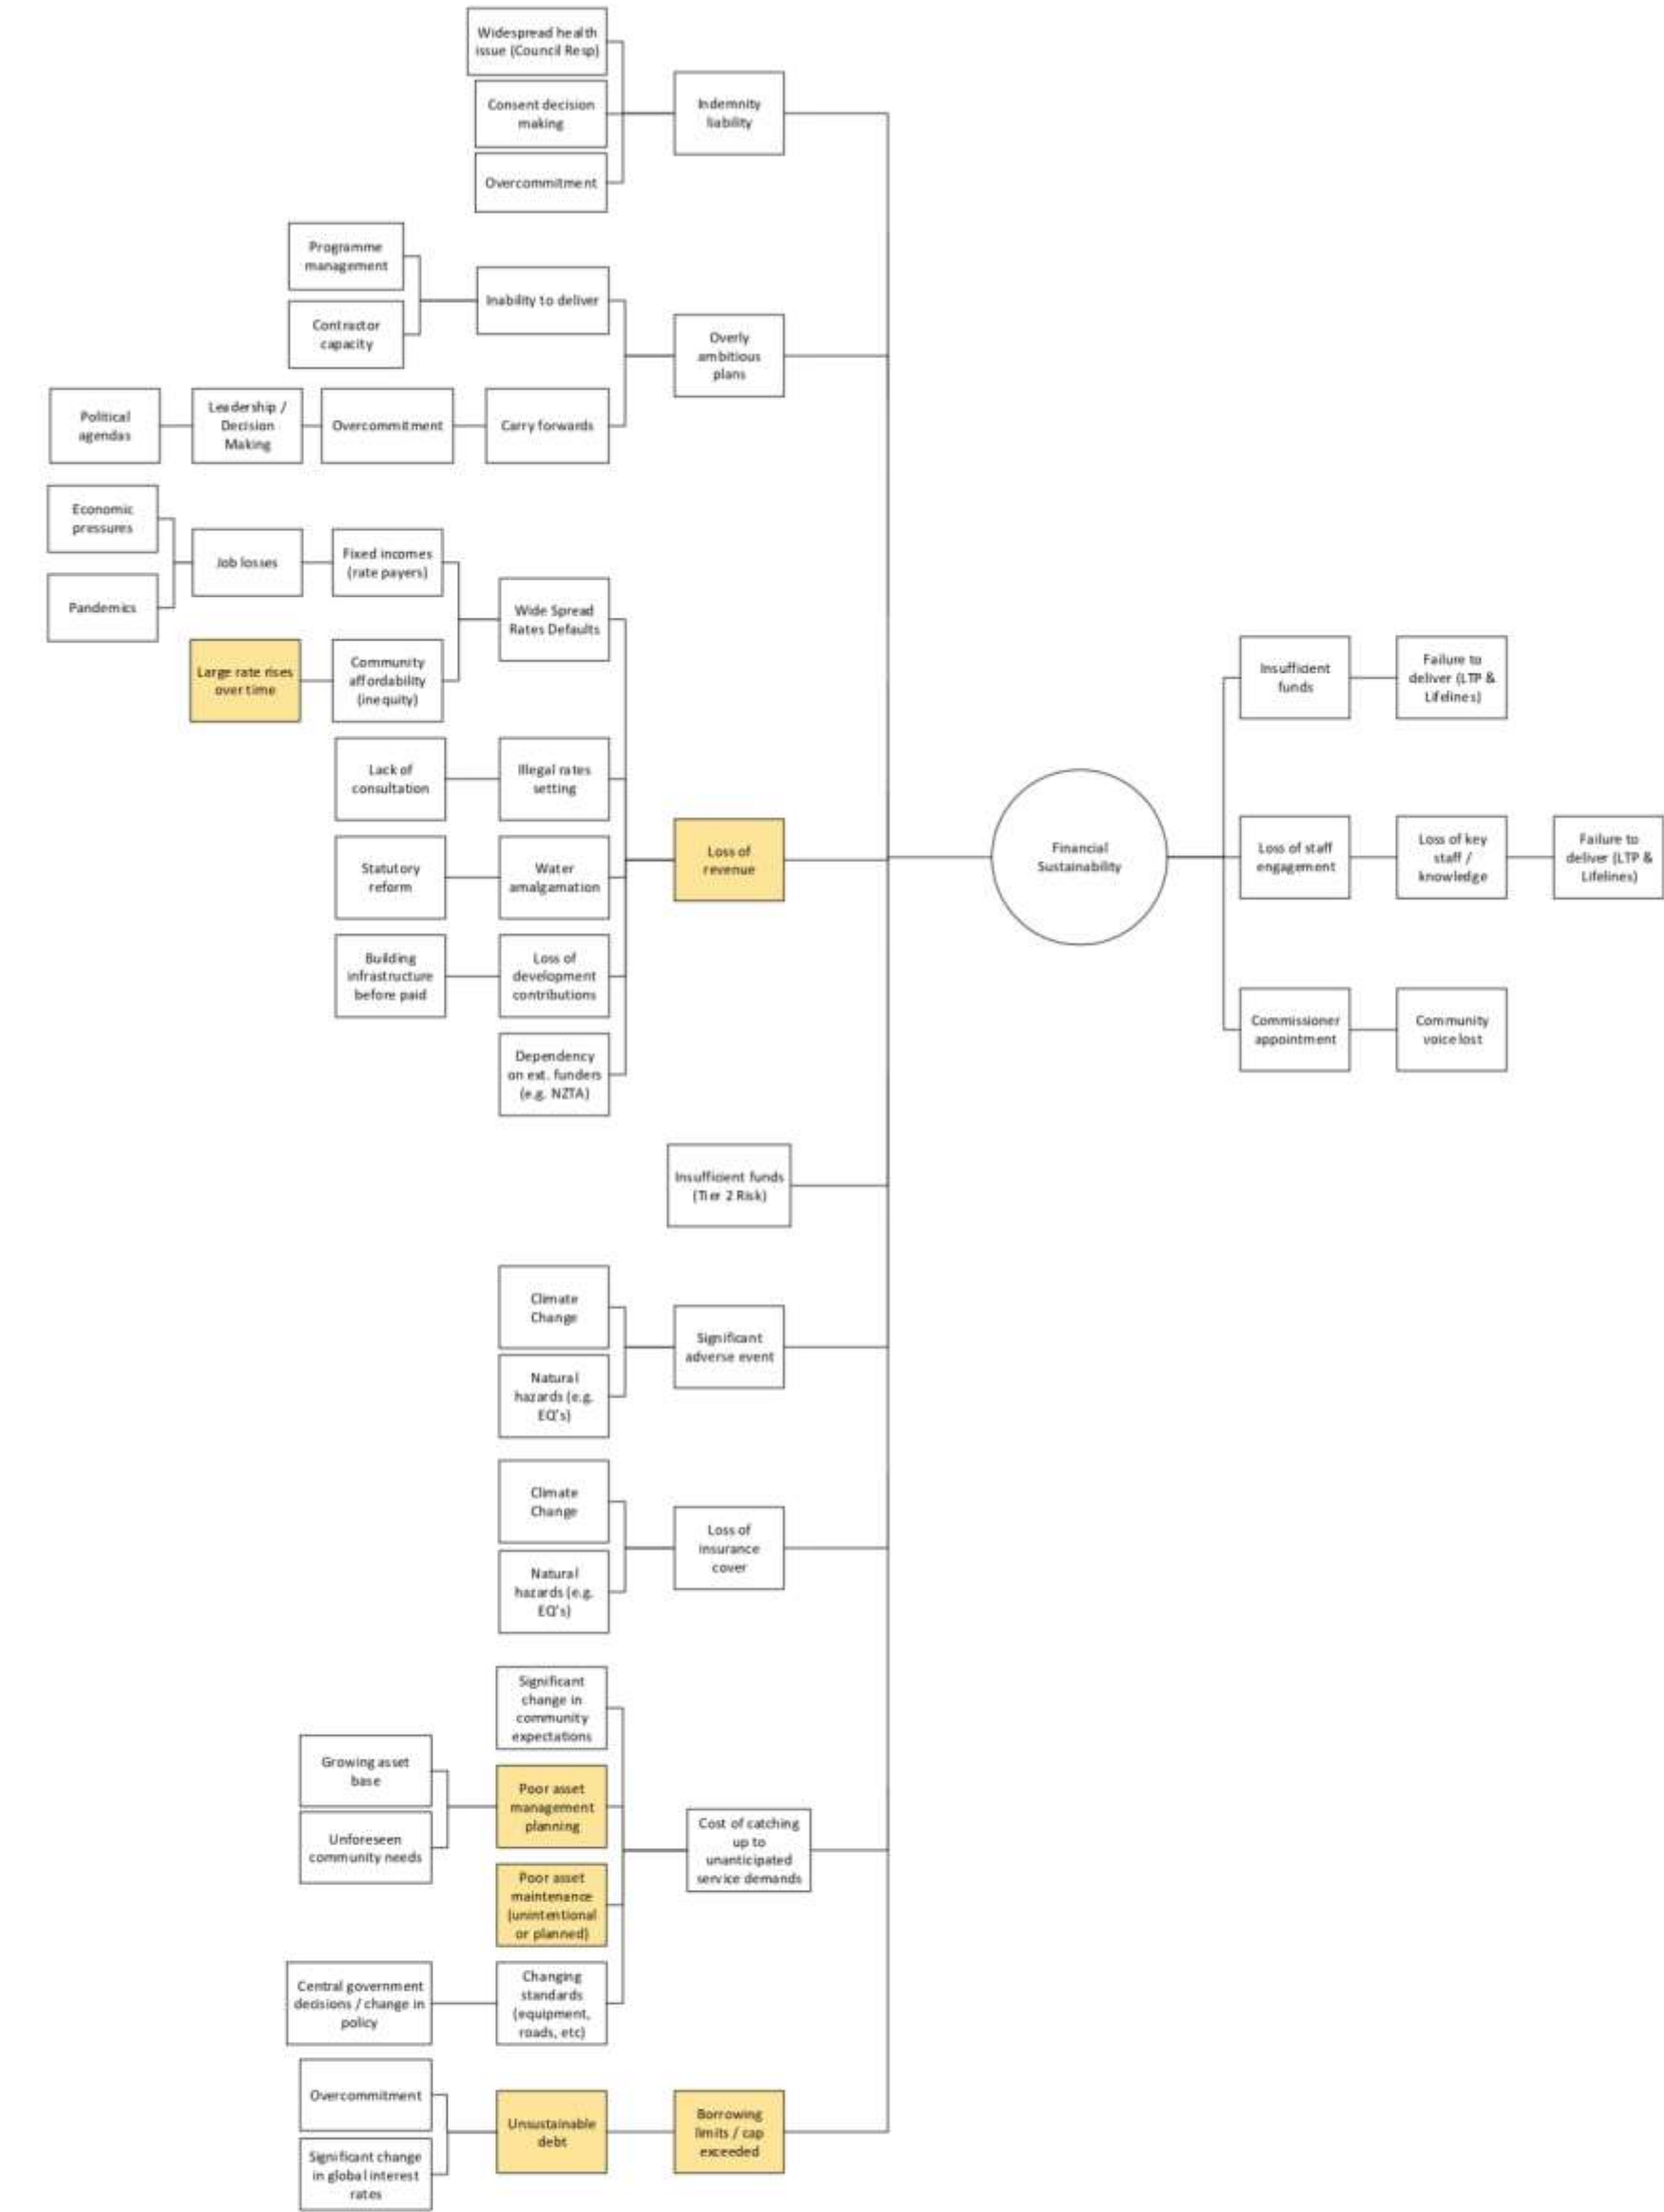 Widespread health
issue (Council Resp)
Consent decision
making
Overcommitment
Indemnity
liability
Programme
management
Contractor
capacity
Inability to deliver
Overly
ambitious
plans
Political
agendas
Leadership /
Decision
Making
Overcommitment
Carry forwards
Economic
pressures
Pandemics
Job losses
Fixed incomes
(rate payers)
Large rate rises
over time
Community
affordability
(inequity)
Wide Spread
Rates Defaults
Lack of
consultation
Illegal rates
setting
Statutory
reform
Water
amalgamation
Building
infrastructure
before paid
Loss of
development
contributions
Dependency
on ext. funders
(e.g. NZTA)
Loss of
revenue
Insufficient funds
(Tier 2 Risk)
Climate
Change
Natural
hazards (e.g.
EQ's)
Significant
adverse event
Climate
Change
Natural
hazards (e.g.
EQ's)
Loss of
insurance
cover
Significant
change in
community
expectations
Growing asset
base
Unforeseen
community needs
Poor asset
management
planning
Poor asset
maintenance
(unintentional
or planned)
Central government
decisions / change in
policy
Changing
standards
(equipment,
roads, etc)
Cost of catching
up to
unanticipated
service demands
Overcommitment
Significant change
in global interest
rates
Unsustainable
debt
Borrowing
limits / cap
exceeded
Financial
Sustainability
Insufficient
funds
Failure to
deliver (LTP &
Lifelines)
Loss of staff
engagement
Loss of key
staff /
knowledge
Failure to
deliver (LTP &
Lifelines)
Commissioner
appointment
Community
voice lost